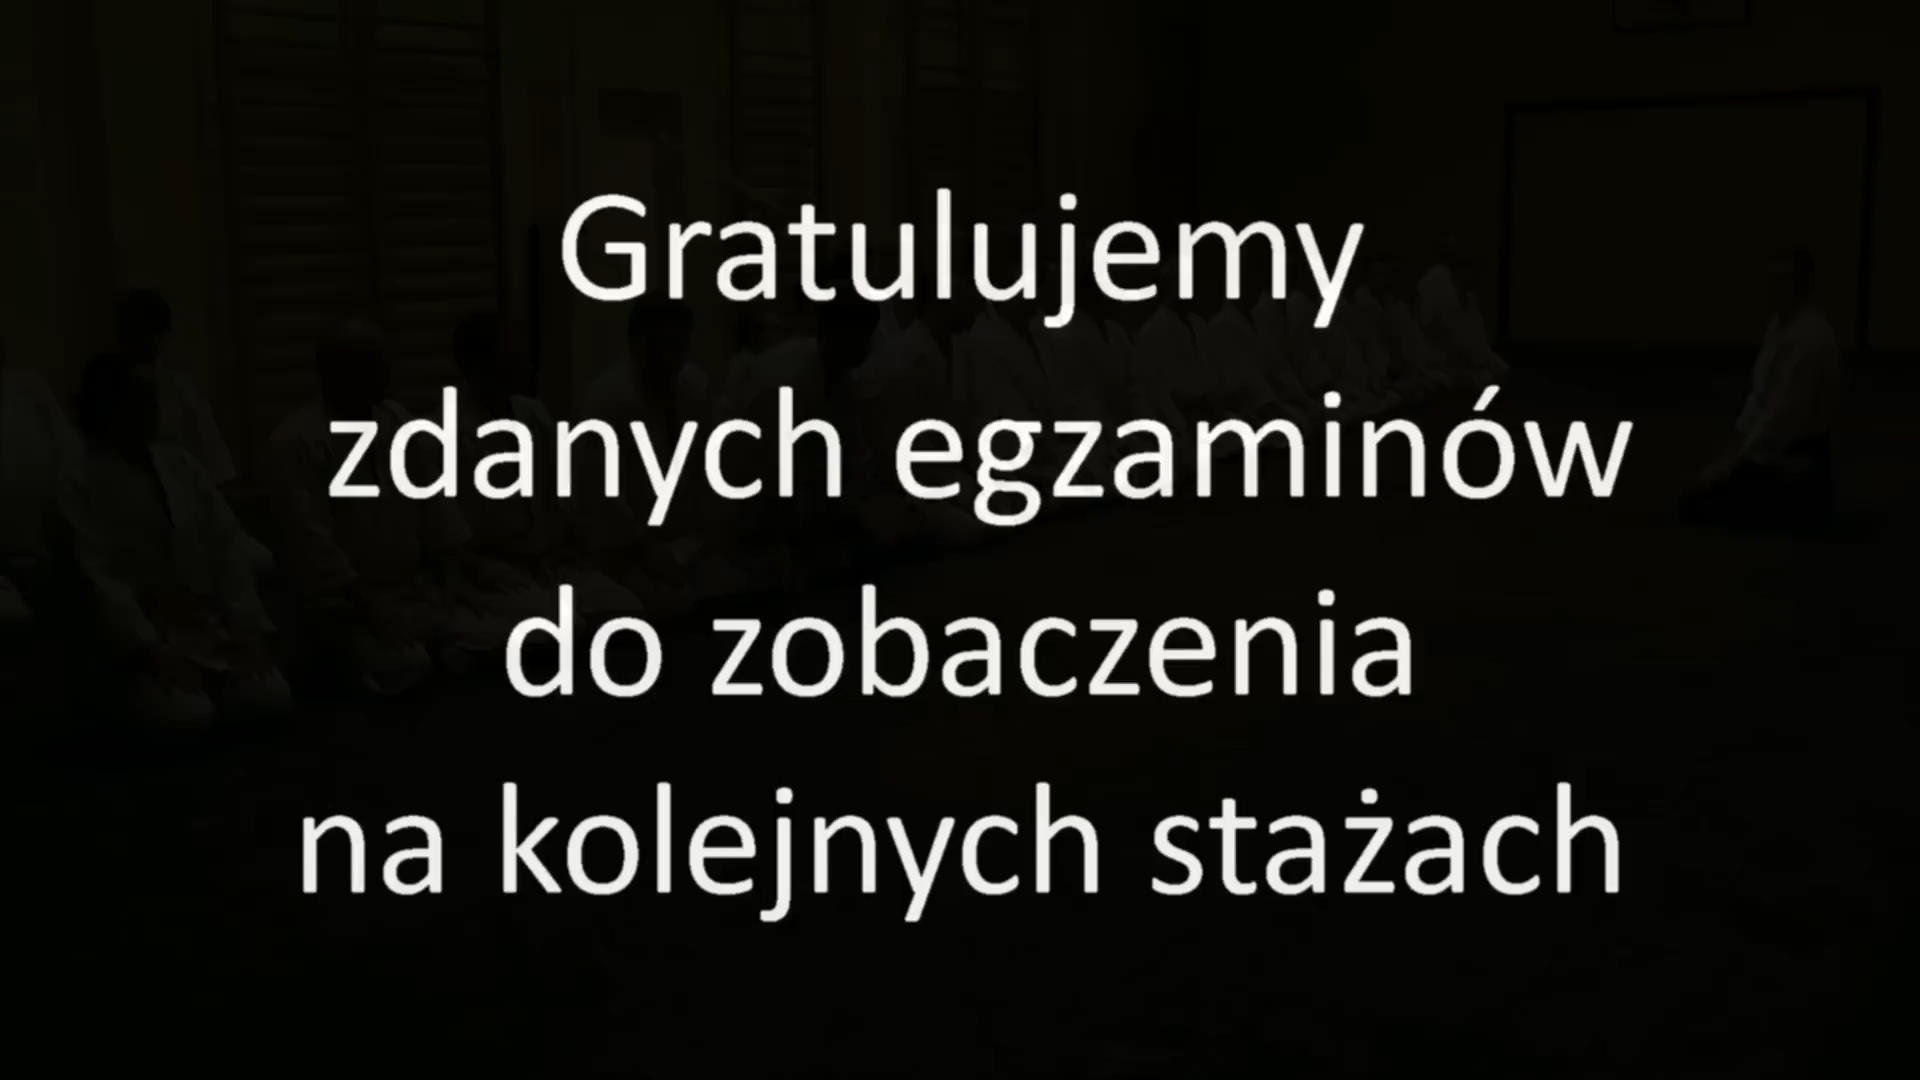 Gratulujemy
zdanych egzaminów
do zobaczenia
na kolejnych stażach